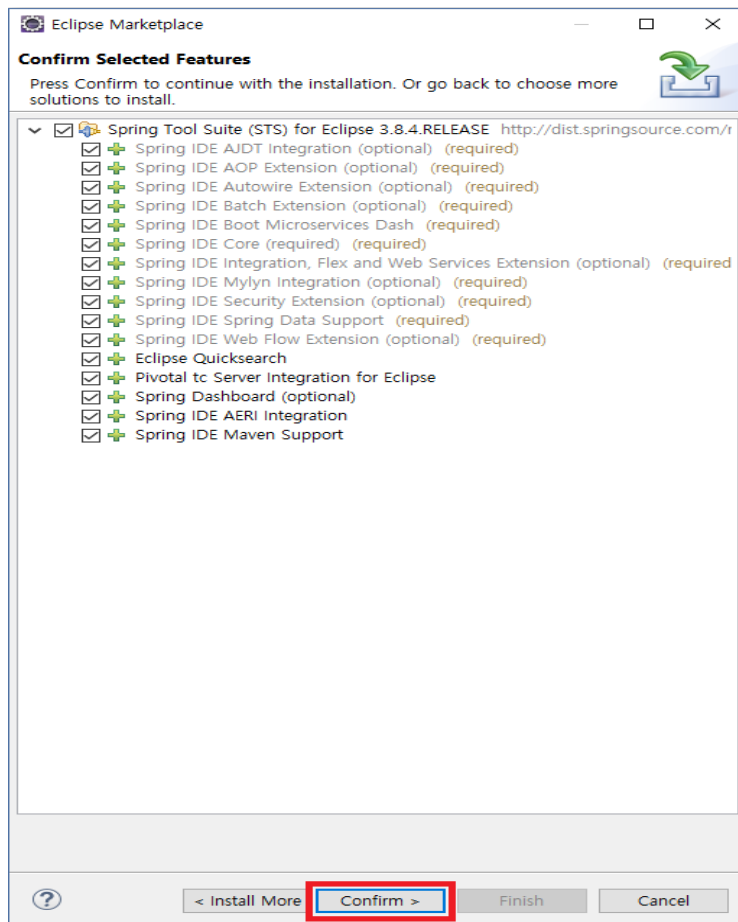 Eclipse Marketplace
Confirm Selected Features
Press Confirm to continue with the installation. Or go back to choose more
solutions to install.
Spring Tool Suite (STS) for Eclipse 3.8.4.RELEASE http://dist.springsource.com/r
Spring IDE AJDT Integration (optional) (required)
Spring IDE AOP Extension (optional) (required)
Spring IDE Autowire Extension (optional) (required)
Spring IDE Batch Extension (optional) (required)
Spring IDE Boot Microservices Dash (required)
Spring IDE Core (required) (required)
Spring IDE Integration, Flex and Web Services Extension (optional) (required
Spring IDE Mylyn Integration (optional) (required)
Spring IDE Security Extension (optional) (required)
Spring IDE Spring Data Support (required)
Spring IDE Web Flow Extension (optional) (required)
Eclipse Quicksearch
Pivotal tc Server Integration for Eclipse
Spring Dashboard (optional)
Spring IDE AERI Integration
Spring IDE Maven Support
? < Install More Confirm > Finish Cancel